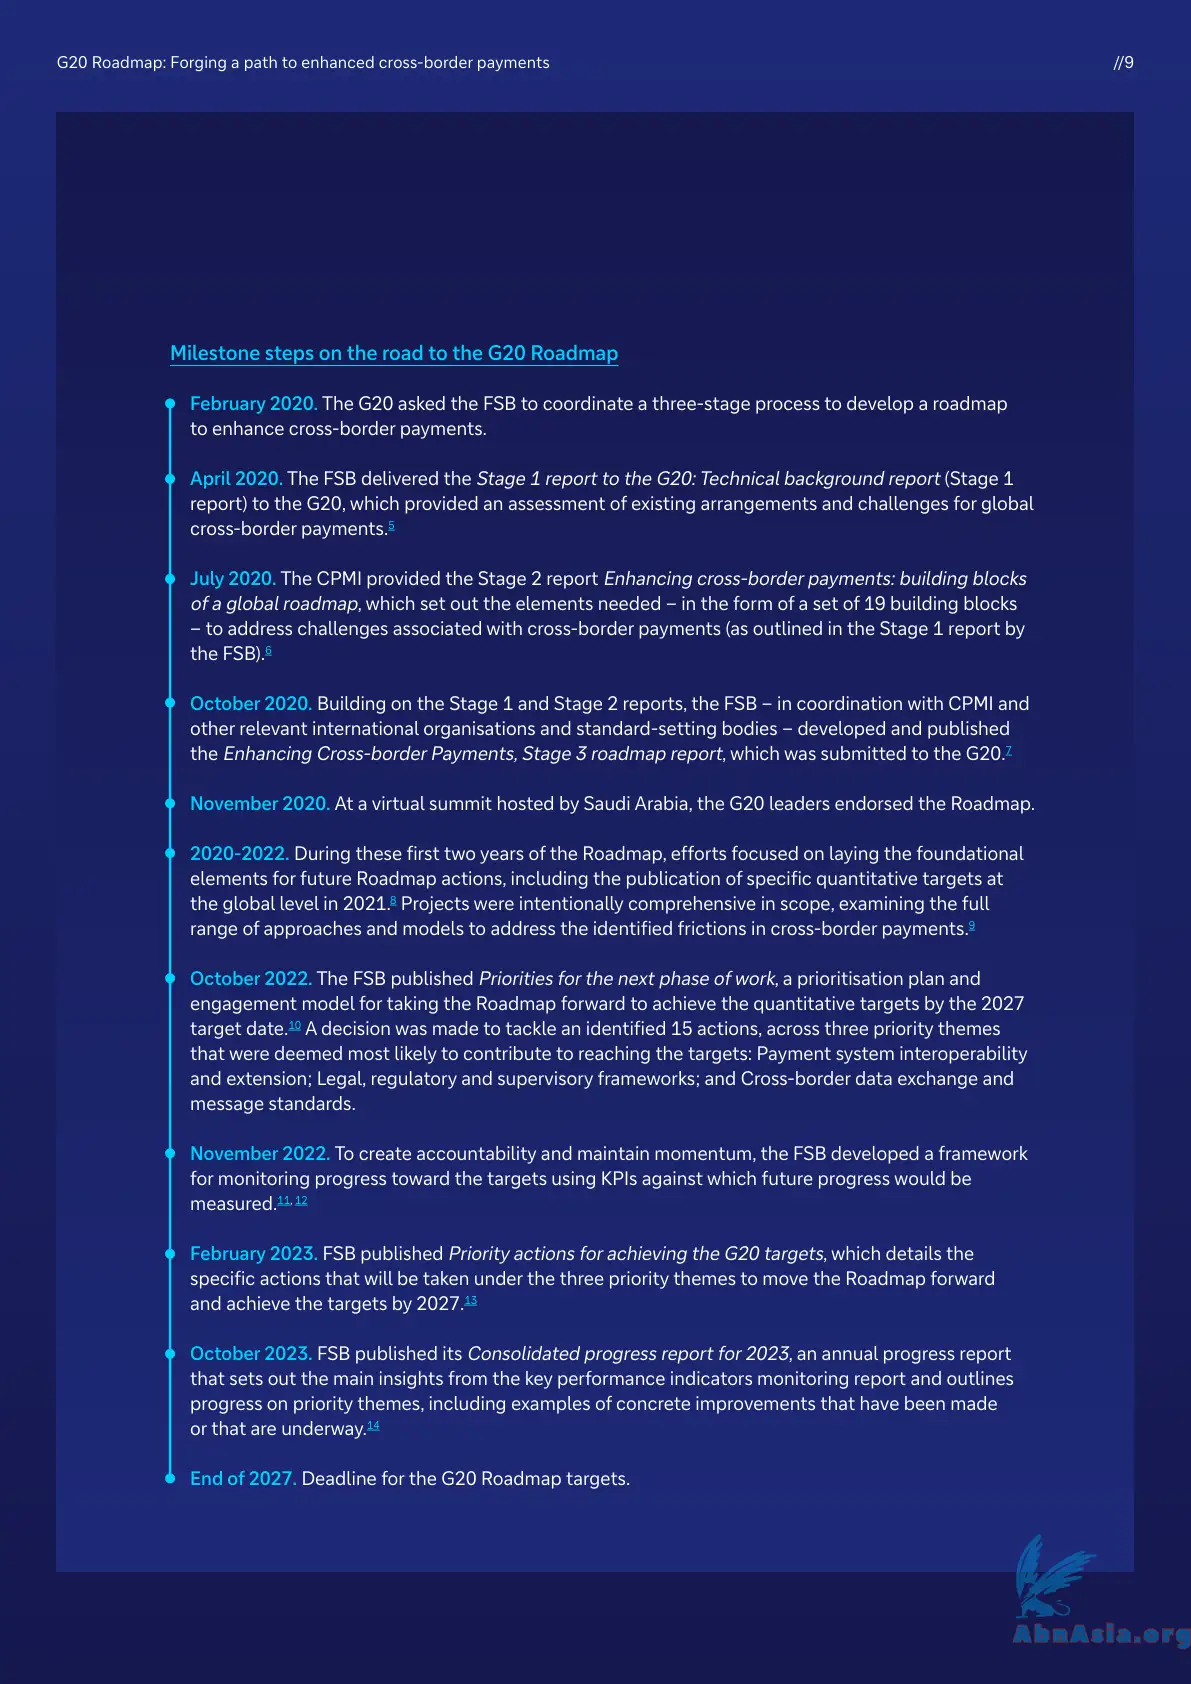 G20 Roadmap: Forging a path to enhanced cross-border payments
//9
Milestone steps on the road to the G20 Roadmap
February 2020. The G20 asked the FSB to coordinate a three-stage process to develop a roadmap
to enhance cross-border payments.
April 2020. The FSB delivered the Stage 1 report to the G20: Technical background report (Stage 1
report) to the G20, which provided an assessment of existing arrangements and challenges for global
cross-border payments.5
July 2020. The CPMI provided the Stage 2 report Enhancing cross-border payments: building blocks
of a global roadmap, which set out the elements needed – in the form of a set of 19 building blocks
– to address challenges associated with cross-border payments (as outlined in the Stage 1 report by
the FSB).6
October 2020. Building on the Stage 1 and Stage 2 reports, the FSB – in coordination with CPMI and
other relevant international organisations and standard-setting bodies – developed and published
the Enhancing Cross-border Payments, Stage 3 roadmap report, which was submitted to the G20.7
November 2020. At a virtual summit hosted by Saudi Arabia, the G20 leaders endorsed the Roadmap.
2020-2022. During these first two years of the Roadmap, efforts focused on laying the foundational
elements for future Roadmap actions, including the publication of specific quantitative targets at
the global level in 2021.8 Projects were intentionally comprehensive in scope, examining the full
range of approaches and models to address the identified frictions in cross-border payments.9
October 2022. The FSB published Priorities for the next phase of work, a prioritisation plan and
engagement model for taking the Roadmap forward to achieve the quantitative targets by the 2027
target date.10 A decision was made to tackle an identified 15 actions, across three priority themes
that were deemed most likely to contribute to reaching the targets: Payment system interoperability
and extension; Legal, regulatory and supervisory frameworks; and Cross-border data exchange and
message standards.
November 2022. To create accountability and maintain momentum, the FSB developed a framework
for monitoring progress toward the targets using KPIs against which future progress would be
measured.11, 12
February 2023. FSB published Priority actions for achieving the G20 targets, which details the
specific actions that will be taken under the three priority themes to move the Roadmap forward
and achieve the targets by 2027.13
October 2023. FSB published its Consolidated progress report for 2023, an annual progress report
that sets out the main insights from the key performance indicators monitoring report and outlines
progress on priority themes, including examples of concrete improvements that have been made
or that are underway.14
End of 2027. Deadline for the G20 Roadmap targets.
AbnAsia.org